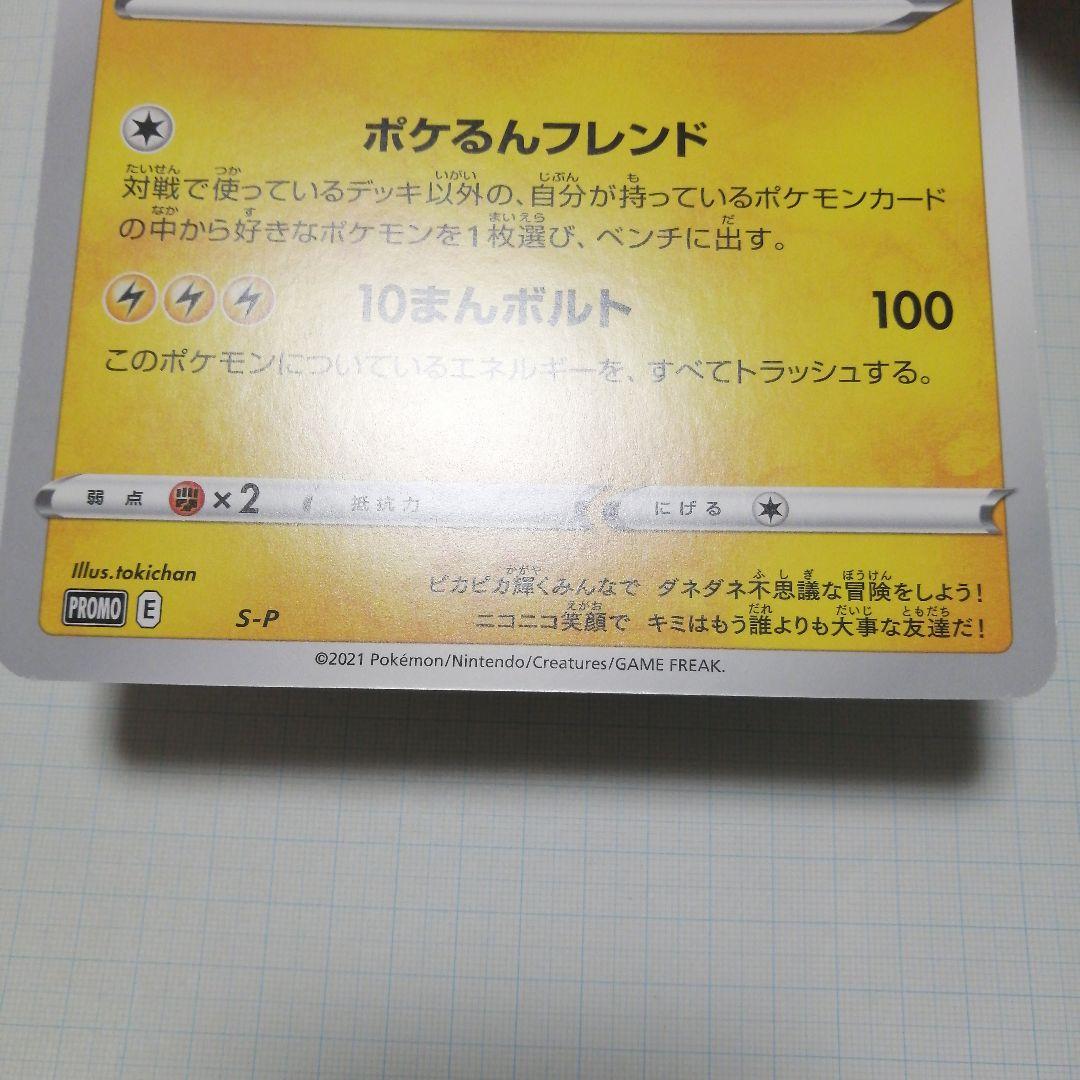 ポケるんフレンド
対戦で使っているデッキ以外の、自分が持っているポケモンカード
の中から好きなポケモンを1枚選び、ベンチに出す。
10まんボルト 100
このポケモンについているエネルギーを、すべてトラッシュする。
弱点 ×2 抵抗力 にげる
Illus.tokichan
ピカピカ輝くみんなで ダネダネ不思議な冒険をしよう!
PROMO E S-P
ニコニコ笑顔で キミはもう誰よりも大事な友達だ!
©2021 Pokémon/Nintendo/Creatures/GAME FREAK.